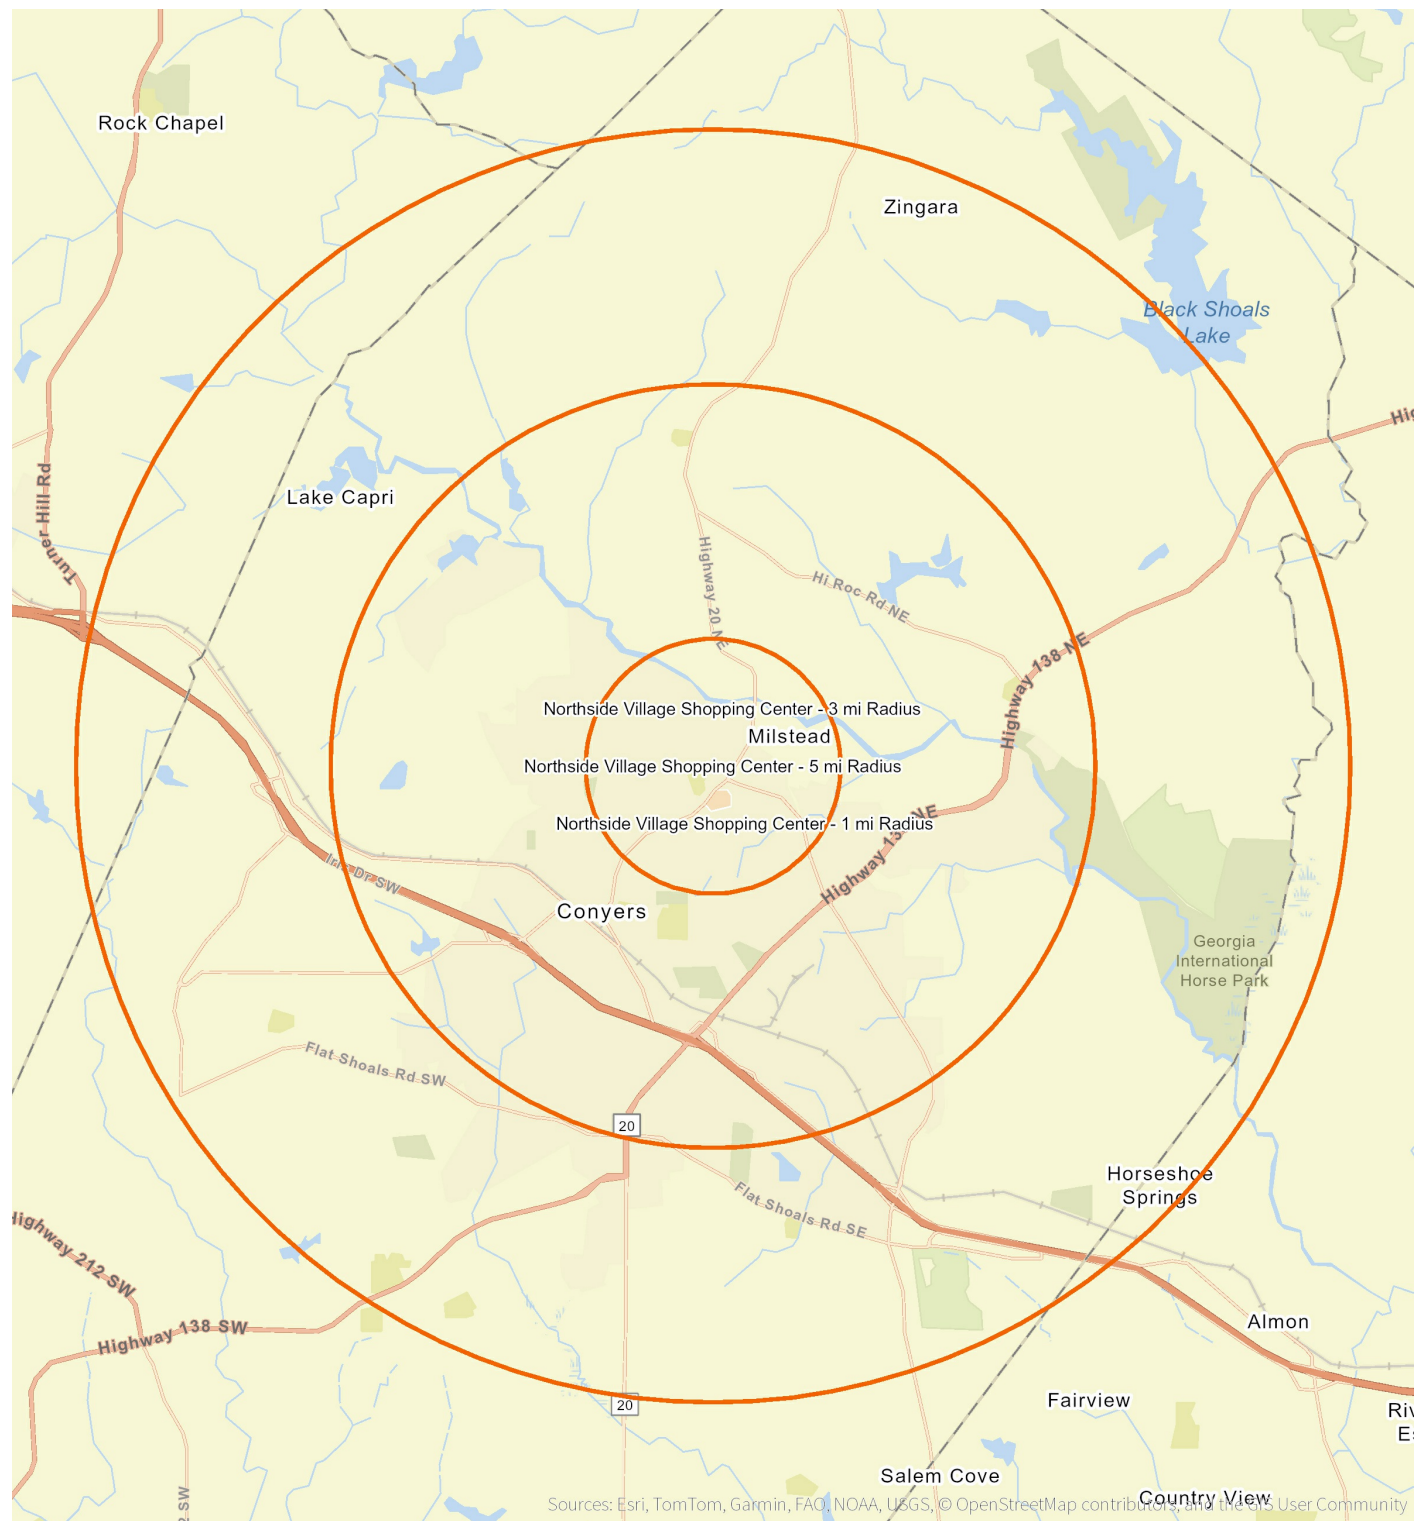 Rock Chapel
Zingara
Black Shoals
Lake
Turner Hill Rd
Lake Capri
Highway 20 NE
Hi Roc Rd NE
Highway 138 NE
Northside Village Shopping Center - 3 mi Radius
Milstead
Northside Village Shopping Center - 5 mi Radius
Northside Village Shopping Center - 1 mi Radius
Iris Dr SW
Conyers
Georgia
International
Horse Park
Flat Shoals Rd SW
20
Horseshoe
Springs
Flat Shoals Rd SE
Highway 212 SW
Highway 138 SW
Almon
20
Fairview
Salem Cove
Country View
Sources: Esri, TomTom, Garmin, FAO, NOAA, USGS, © OpenStreetMap contributors, and the GIS User Community